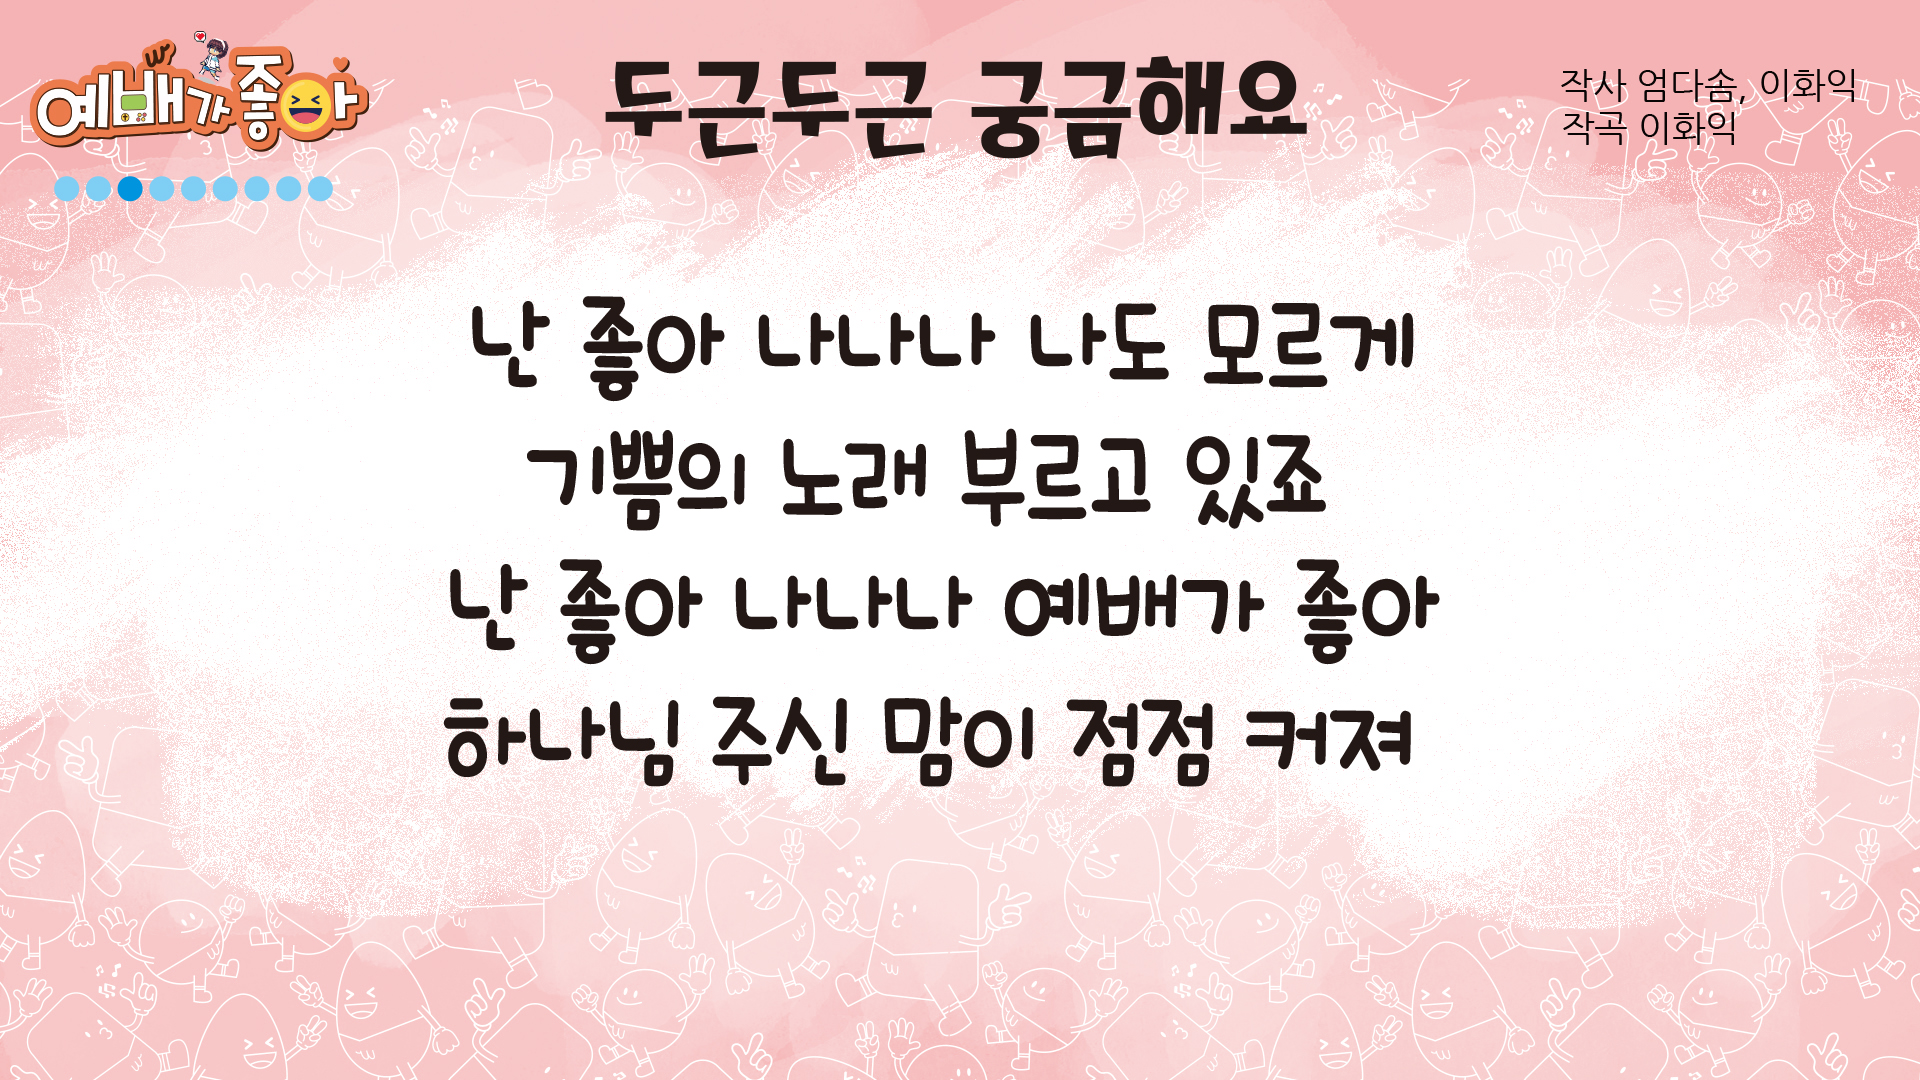 예배가 좋아
두근두근 궁금해요
작사 엄다솜, 이화익
작곡 이화익
난 좋아 나나나 나도 모르게
기쁨의 노래 부르고 있죠
난 좋아 나나나 예배가 좋아
하나님 주신 맘이 점점 커져